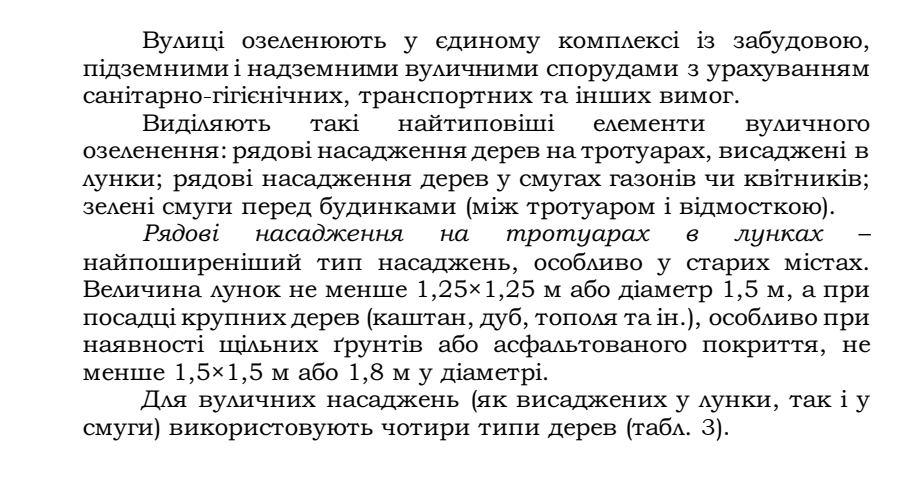 Вулиці озеленюють у єдиному комплексі із забудовою,
підземними і надземними вуличними спорудами з урахуванням
санітарно-гігієнічних, транспортних та інших вимог.
Виділяють такі найтиповіші елементи вуличного
озеленення: рядові насадження дерев на тротуарах, висаджені в
лунки; рядові насадження дерев у смугах газонів чи квітників;
зелені смуги перед будинками (між тротуаром і відмосткою).
Рядові насадження на тротуарах в лунках –
найпоширеніший тип насаджень, особливо у старих містах.
Величина лунок не менше 1,25×1,25 м або діаметр 1,5 м, а при
посадці крупних дерев (каштан, дуб, тополя та ін.), особливо при
наявності щільних ґрунтів або асфальтованого покриття, не
менше 1,5×1,5 м або 1,8 м у діаметрі.
Для вуличних насаджень (як висаджених у лунки, так і у
смуги) використовують чотири типи дерев (табл. 3).